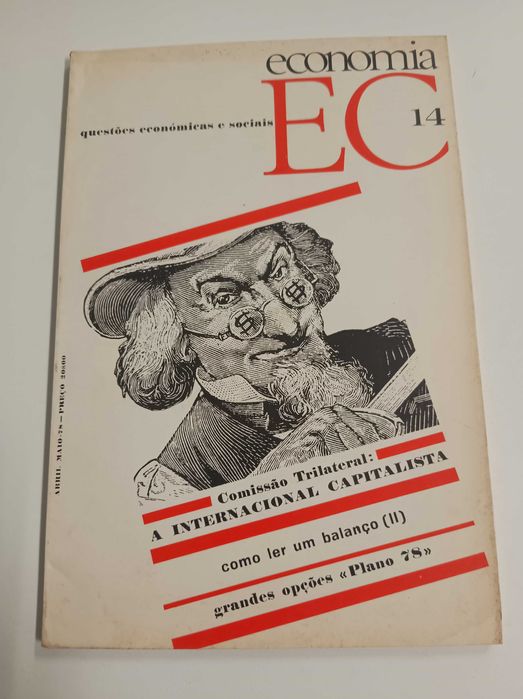 economia
EC 14
questões económicas e sociais
ABRIL MAIO-78 — PREÇO 20$00
Comissão Trilateral:
A INTERNACIONAL CAPITALISTA
como ler um balanço (II)
grandes opções «Plano 78»